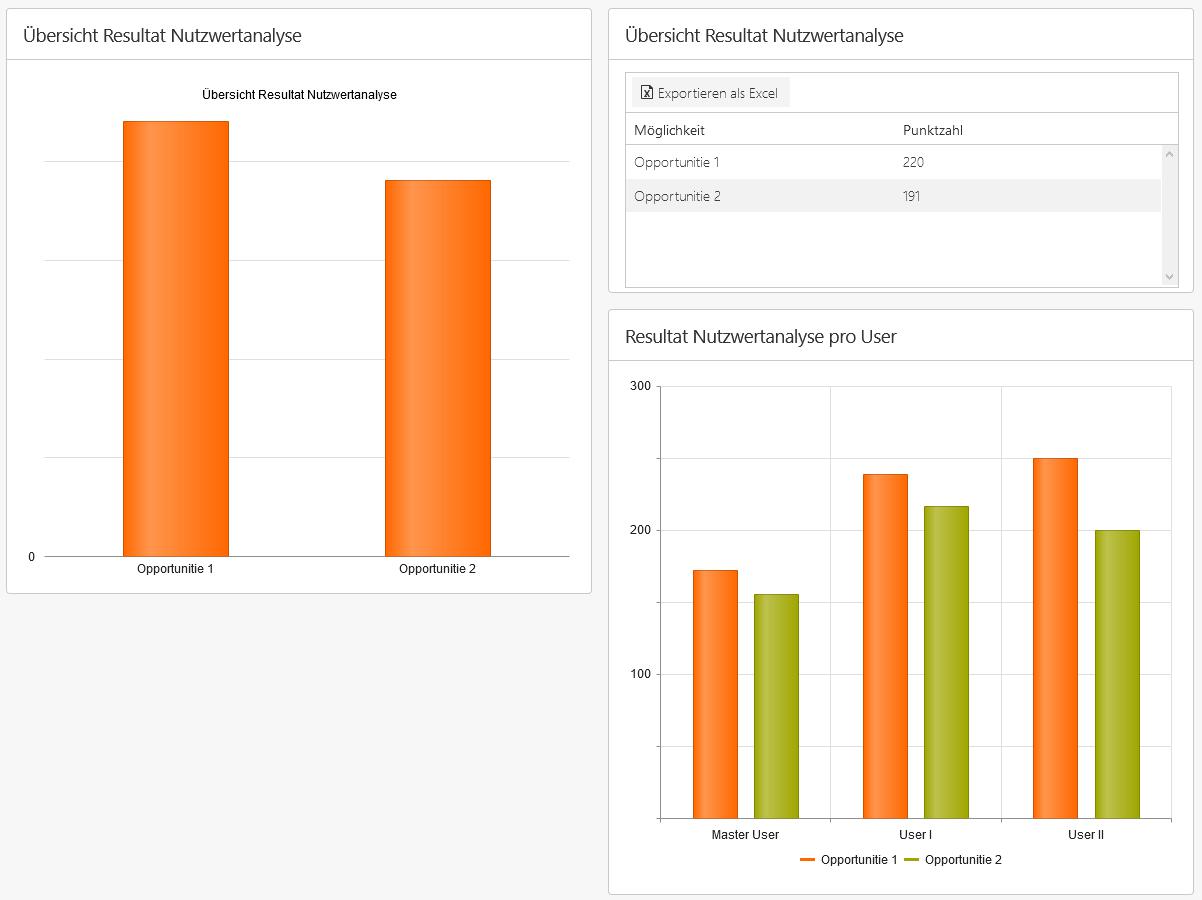 Übersicht Resultat Nutzwertanalyse
Übersicht Resultat Nutzwertanalyse
0
Opportunitie 1 Opportunitie 2
Übersicht Resultat Nutzwertanalyse
Exportieren als Excel
Möglichkeit Punktzahl
Opportunitie 1 220
Opportunitie 2 191
Resultat Nutzwertanalyse pro User
300
200
100
Master User User I User II
Opportunitie 1 Opportunitie 2